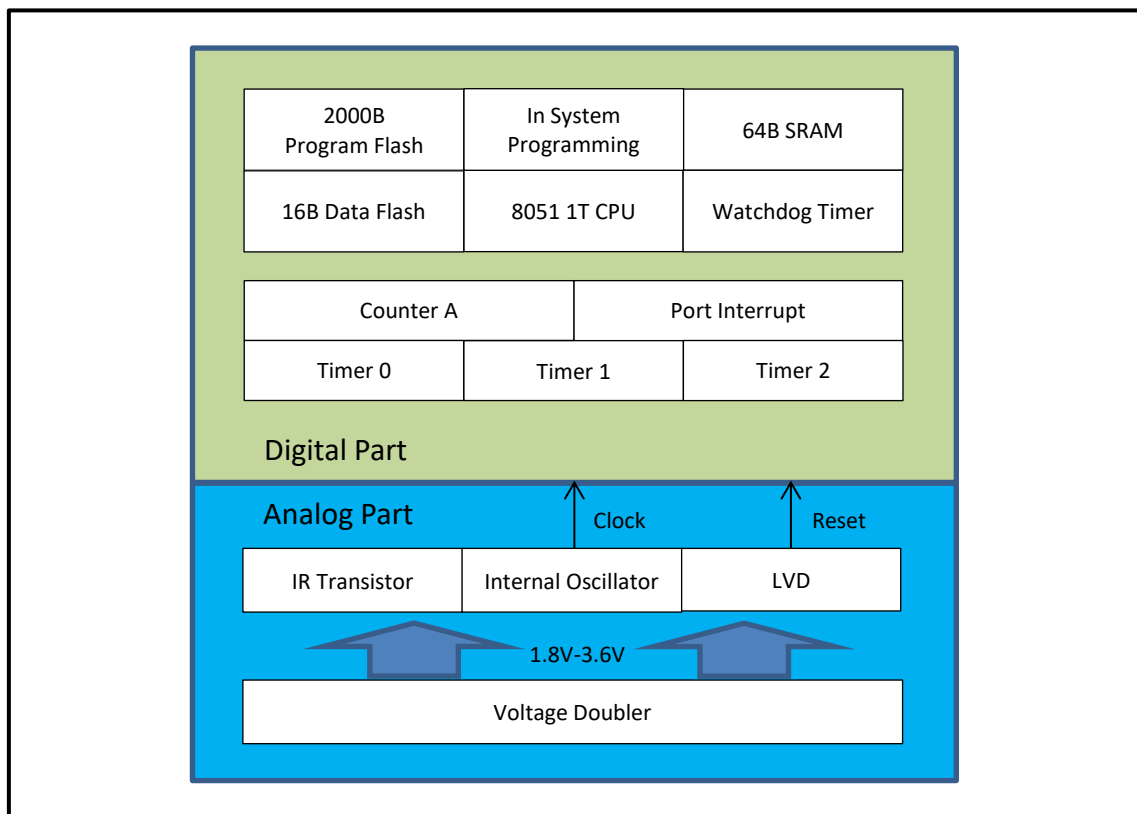 2000B
Program Flash
In System
Programming
64B SRAM
16B Data Flash
8051 1T CPU
Watchdog Timer
Counter A
Port Interrupt
Timer 0
Timer 1
Timer 2
Digital Part
Analog Part
Clock
Reset
IR Transistor
Internal Oscillator
LVD
1.8V-3.6V
Voltage Doubler